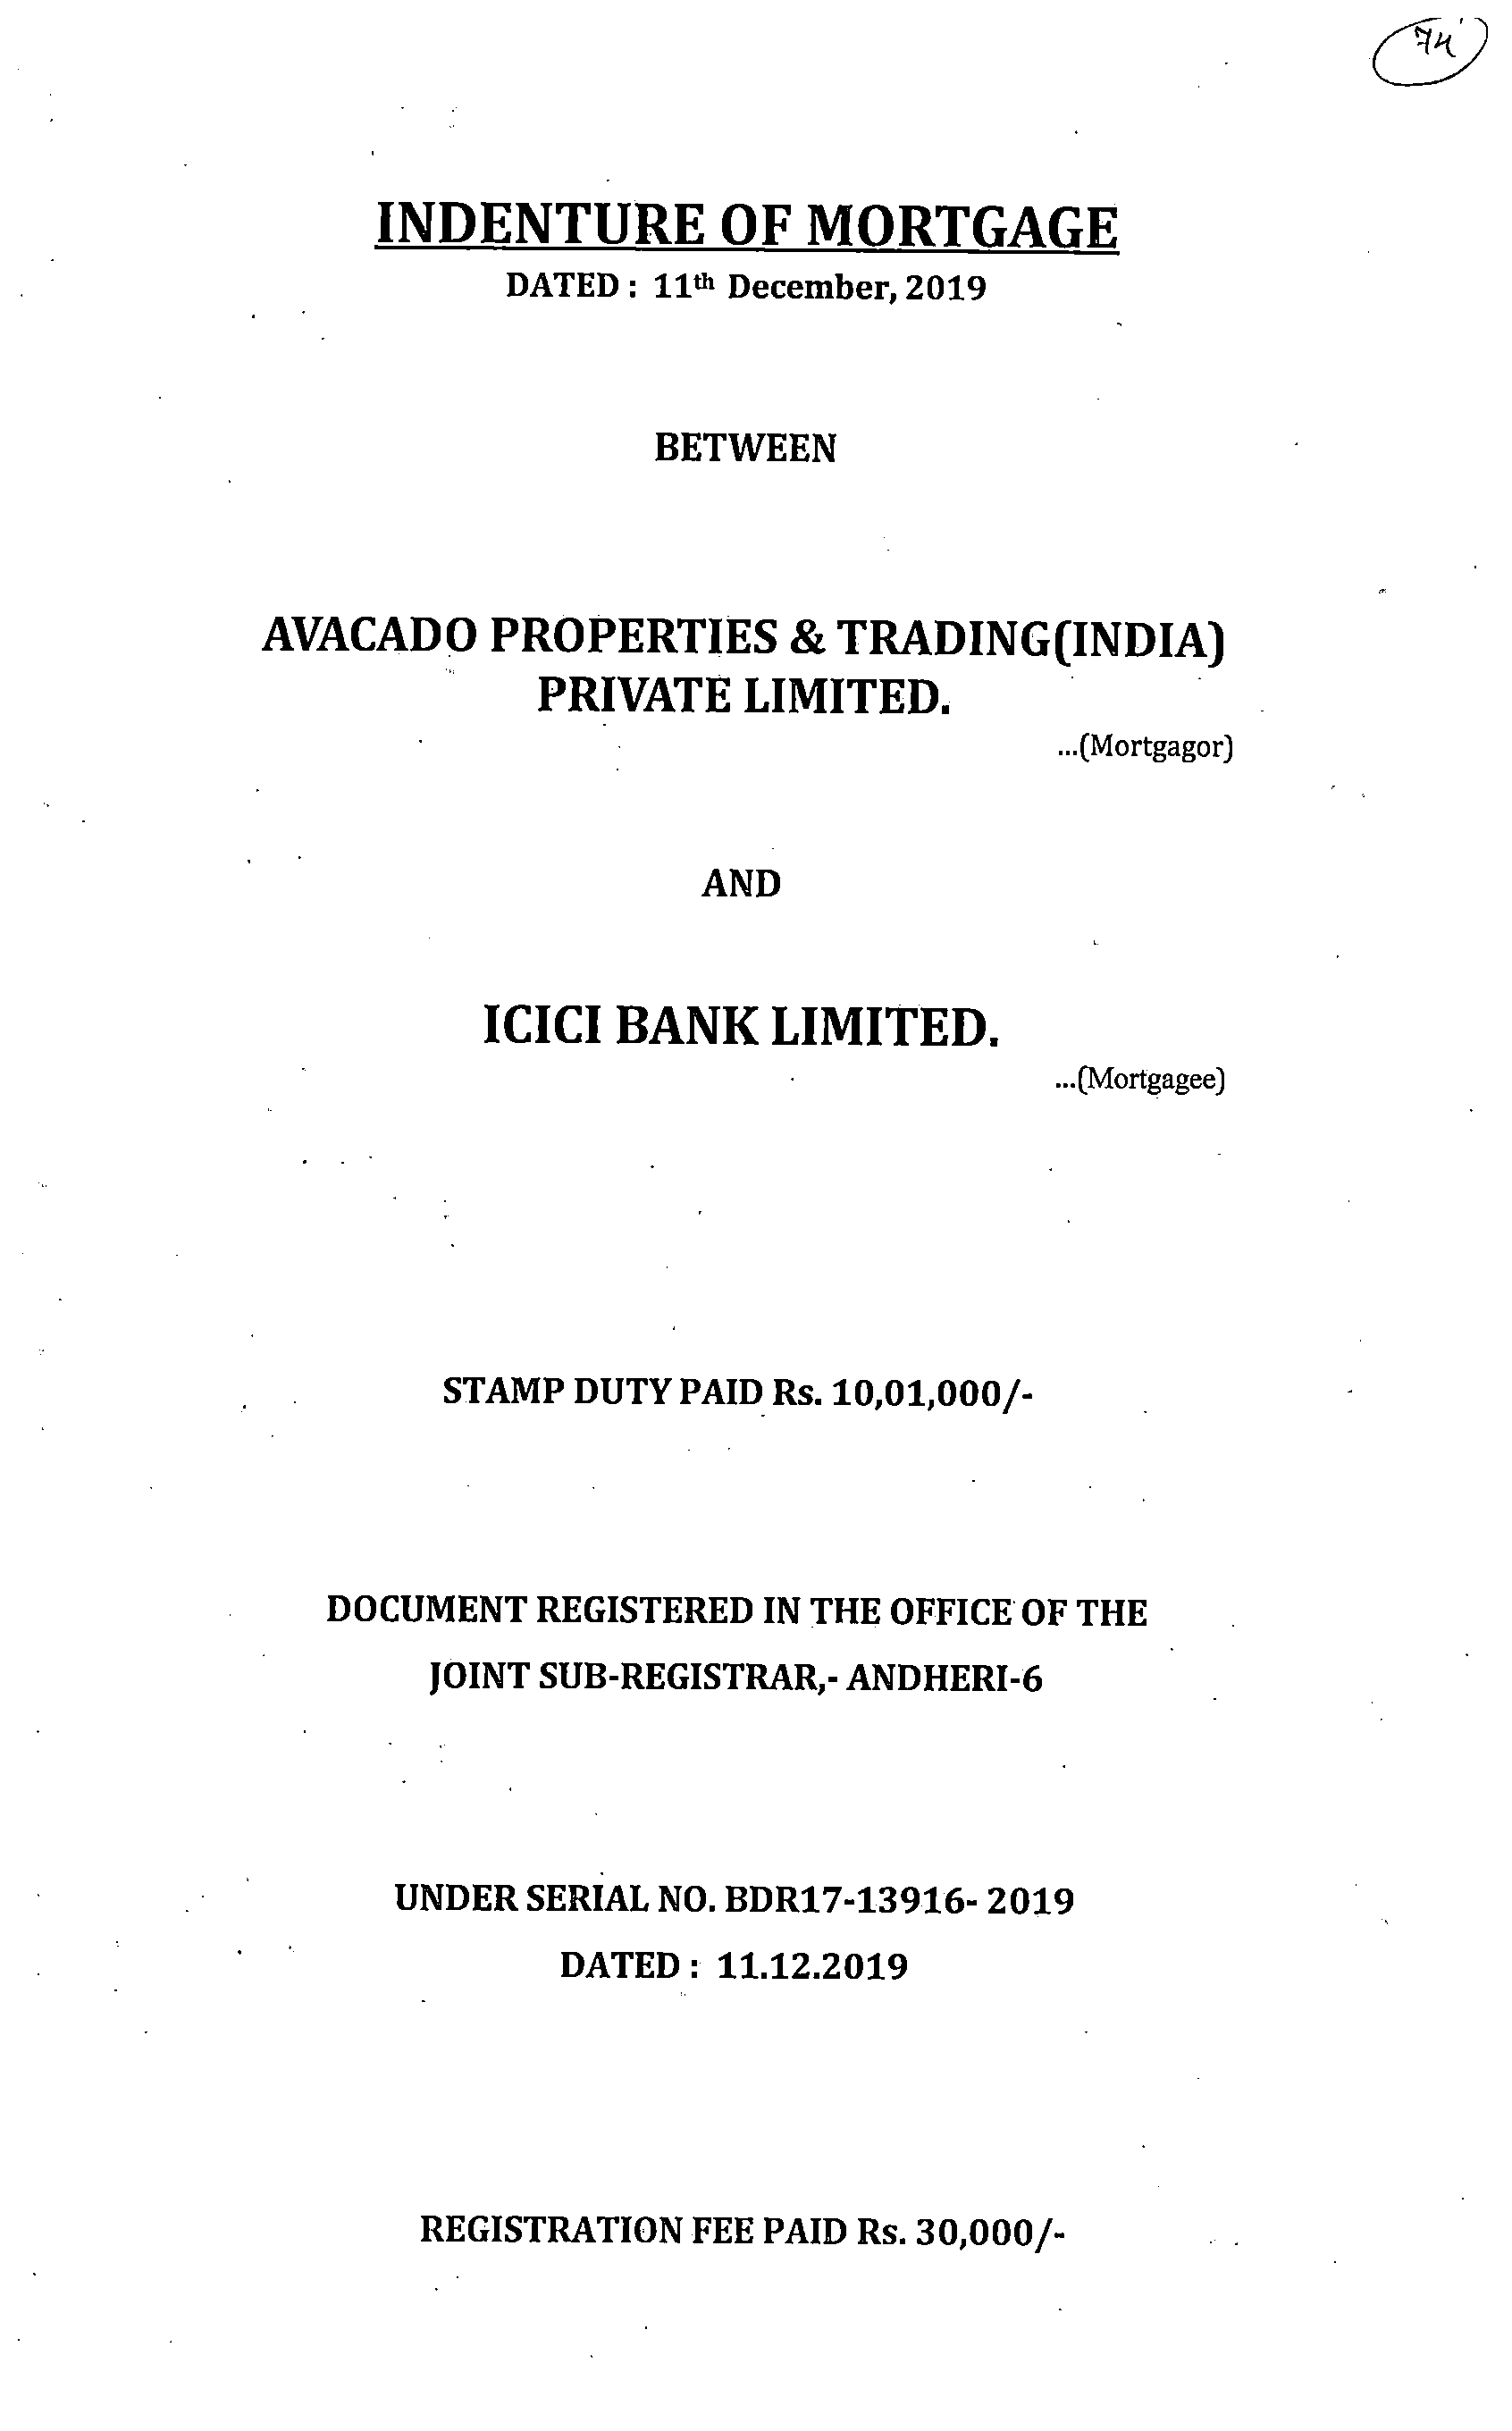 74
INDENTURE OF MORTGAGE
DATED : 11th December, 2019
BETWEEN
AVACADO PROPERTIES & TRADING(INDIA)
PRIVATE LIMITED.
...(Mortgagor)
AND
ICICI BANK LIMITED.
...(Mortgagee)
STAMP DUTY PAID Rs. 10,01,000/-
DOCUMENT REGISTERED IN THE OFFICE OF THE
JOINT SUB-REGISTRAR,- ANDHERI-6
UNDER SERIAL NO. BDR17-13916- 2019
DATED : 11.12.2019
REGISTRATION FEE PAID Rs. 30,000/-